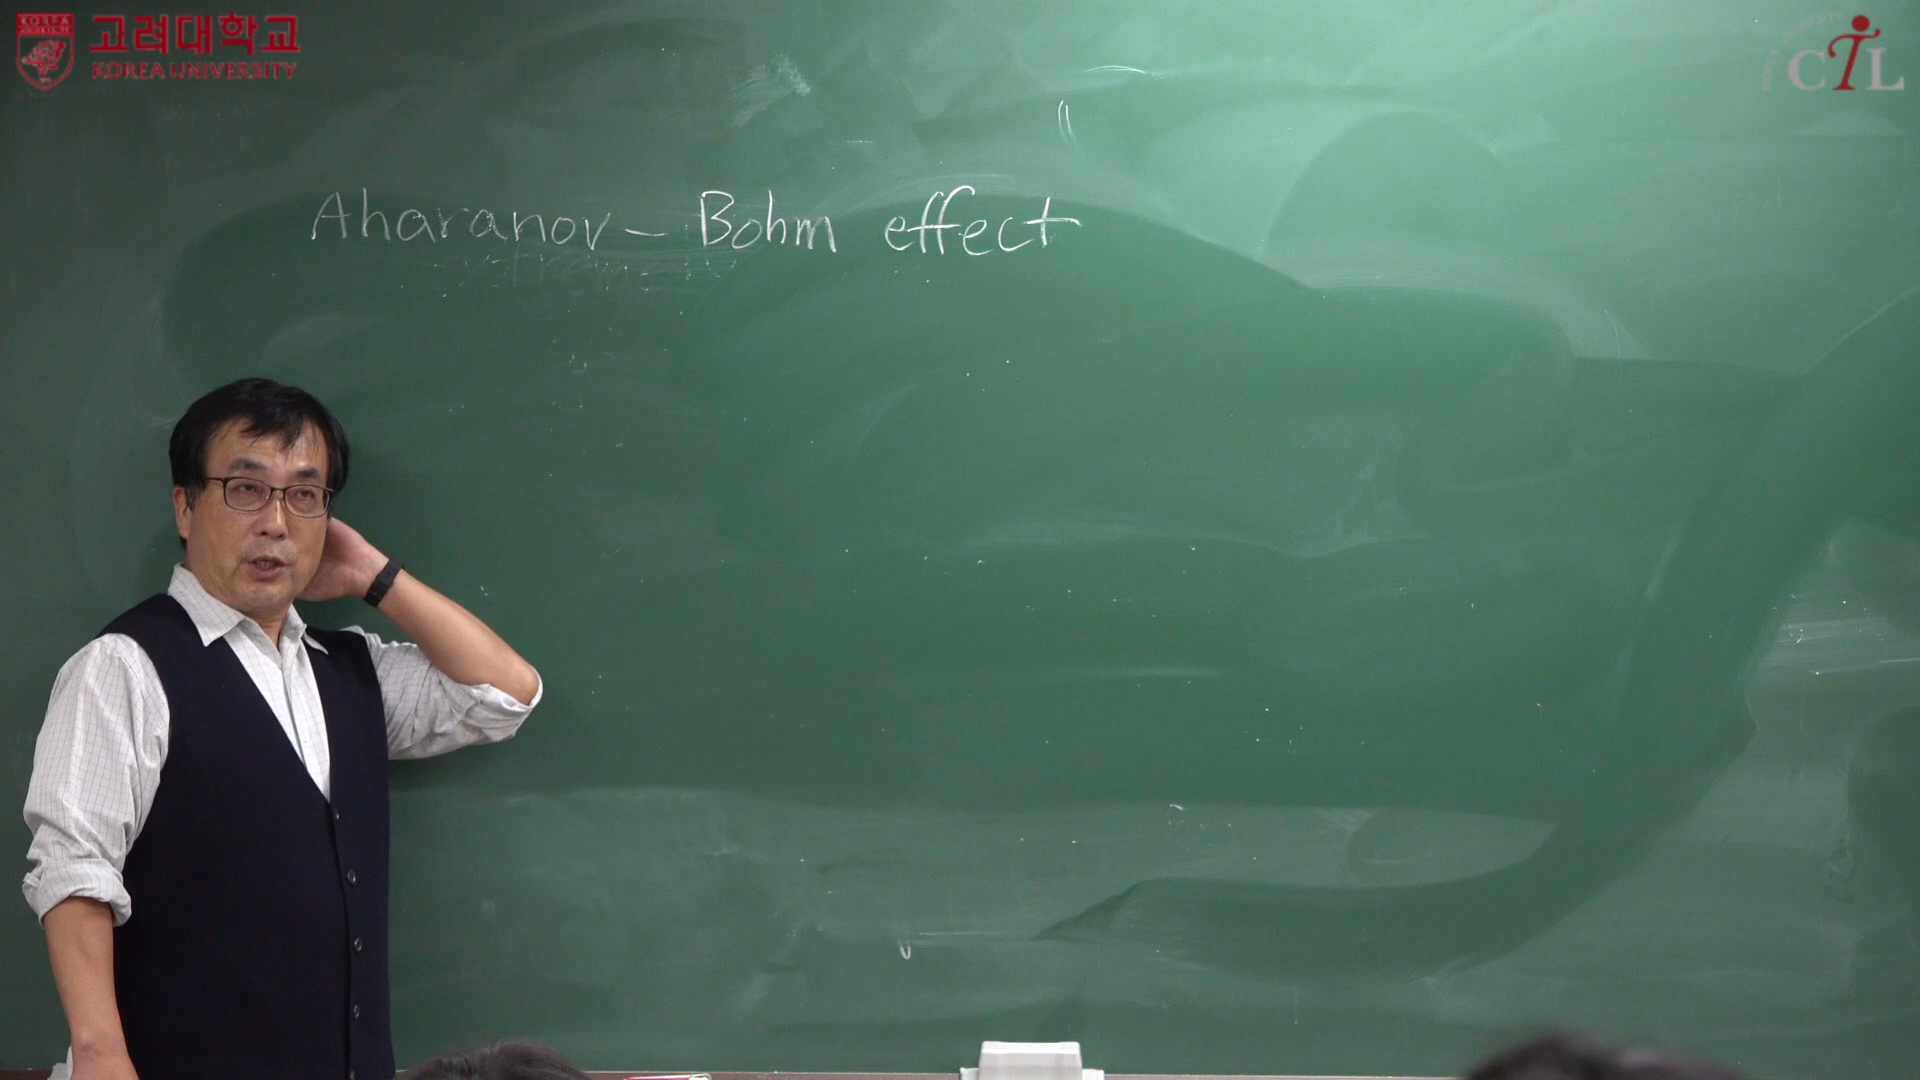 고려대학교
KOREA UNIVERSITY
CTL
Aharanov - Bohm effect